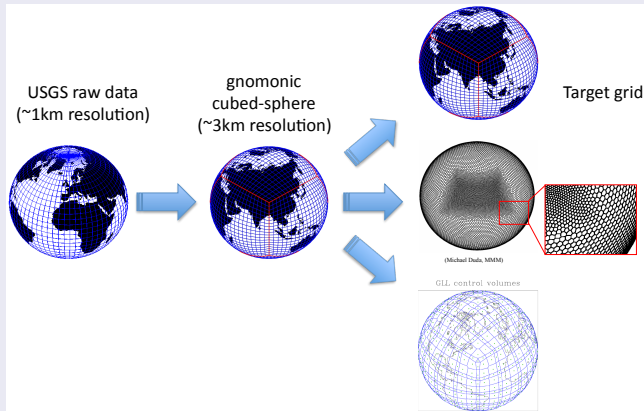 USGS raw data
(~1km resolution)
gnomonic
cubed-sphere
(~3km resolution)
Target grid
(Michael Duda, MMM)
GLL control volumes